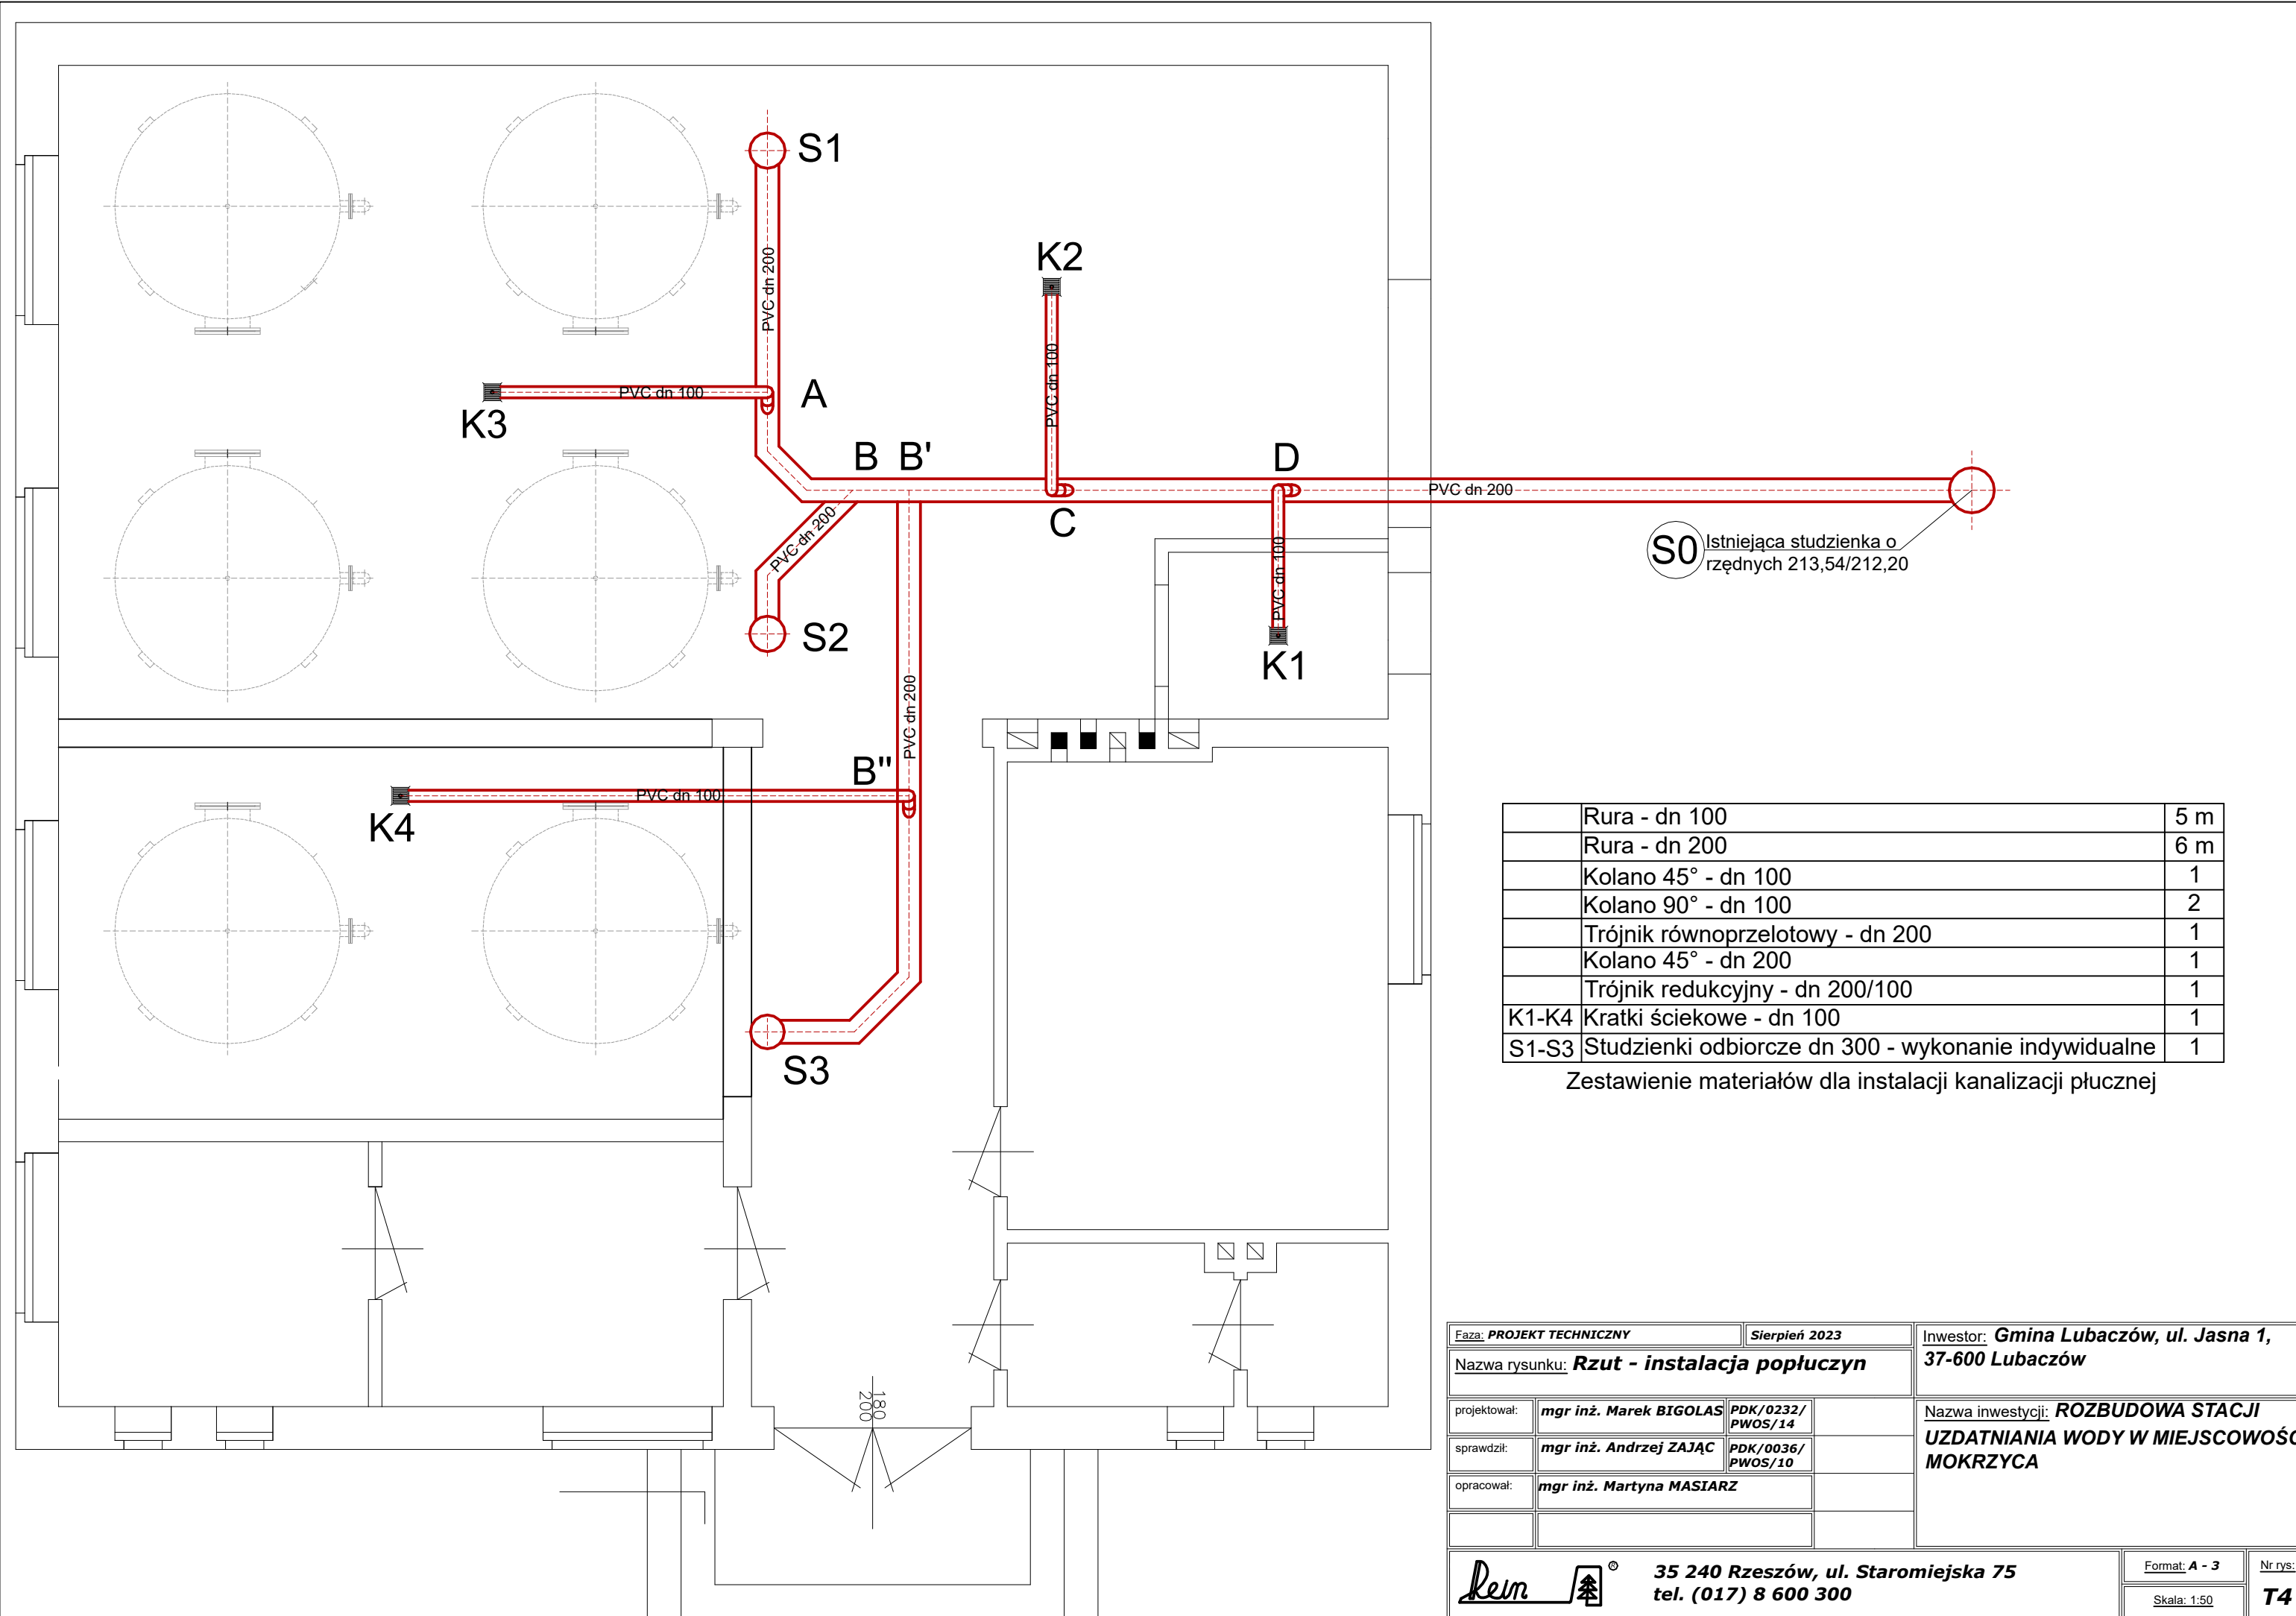 S1
PVC dn 200
K2
PVC dn 100
K3
PVC dn 100
A
B
B'
D
PVC dn 200
C
PVC dn 200
PVC dn 100
S0
Istniejąca studzienka o
rzędnych 213,54/212,20
S2
K1
PVC dn 200
B"
PVC dn 100
K4
S3
Rura - dn 100 5 m
Rura - dn 200 6 m
Kolano 45° - dn 100 1
Kolano 90° - dn 100 2
Trójnik równoprzelotowy - dn 200 1
Kolano 45° - dn 200 1
Trójnik redukcyjny - dn 200/100 1
K1-K4 Kratki ściekowe - dn 100 1
S1-S3 Studzienki odbiorcze dn 300 - wykonanie indywidualne 1
Zestawienie materiałów dla instalacji kanalizacji płucznej
180
200
Faza: PROJEKT TECHNICZNY Sierpień 2023
Nazwa rysunku: Rzut - instalacja popłuczyn
Inwestor: Gmina Lubaczów, ul. Jasna 1,
37-600 Lubaczów
projektował: mgr inż. Marek BIGOLAS PDK/0232/
PWOS/14
sprawdził: mgr inż. Andrzej ZAJĄC PDK/0036/
PWOS/10
opracował: mgr inż. Martyna MASIARZ
Nazwa inwestycji: ROZBUDOWA STACJI
UZDATNIANIA WODY W MIEJSCOWOŚC
MOKRZYCA
Rein ®
35 240 Rzeszów, ul. Staromiejska 75
tel. (017) 8 600 300
Format: A - 3
Skala: 1:50
Nr rys:
T4